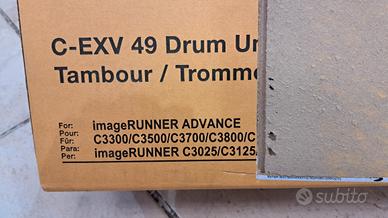 C-EXV 49 Drum Un
Tambour / Tromme
For: imageRUNNER ADVANCE
Pour: C3300/C3500/C3700/C3800/C
Für:
Para: imageRUNNER C3025/C3125/
Per:
subito